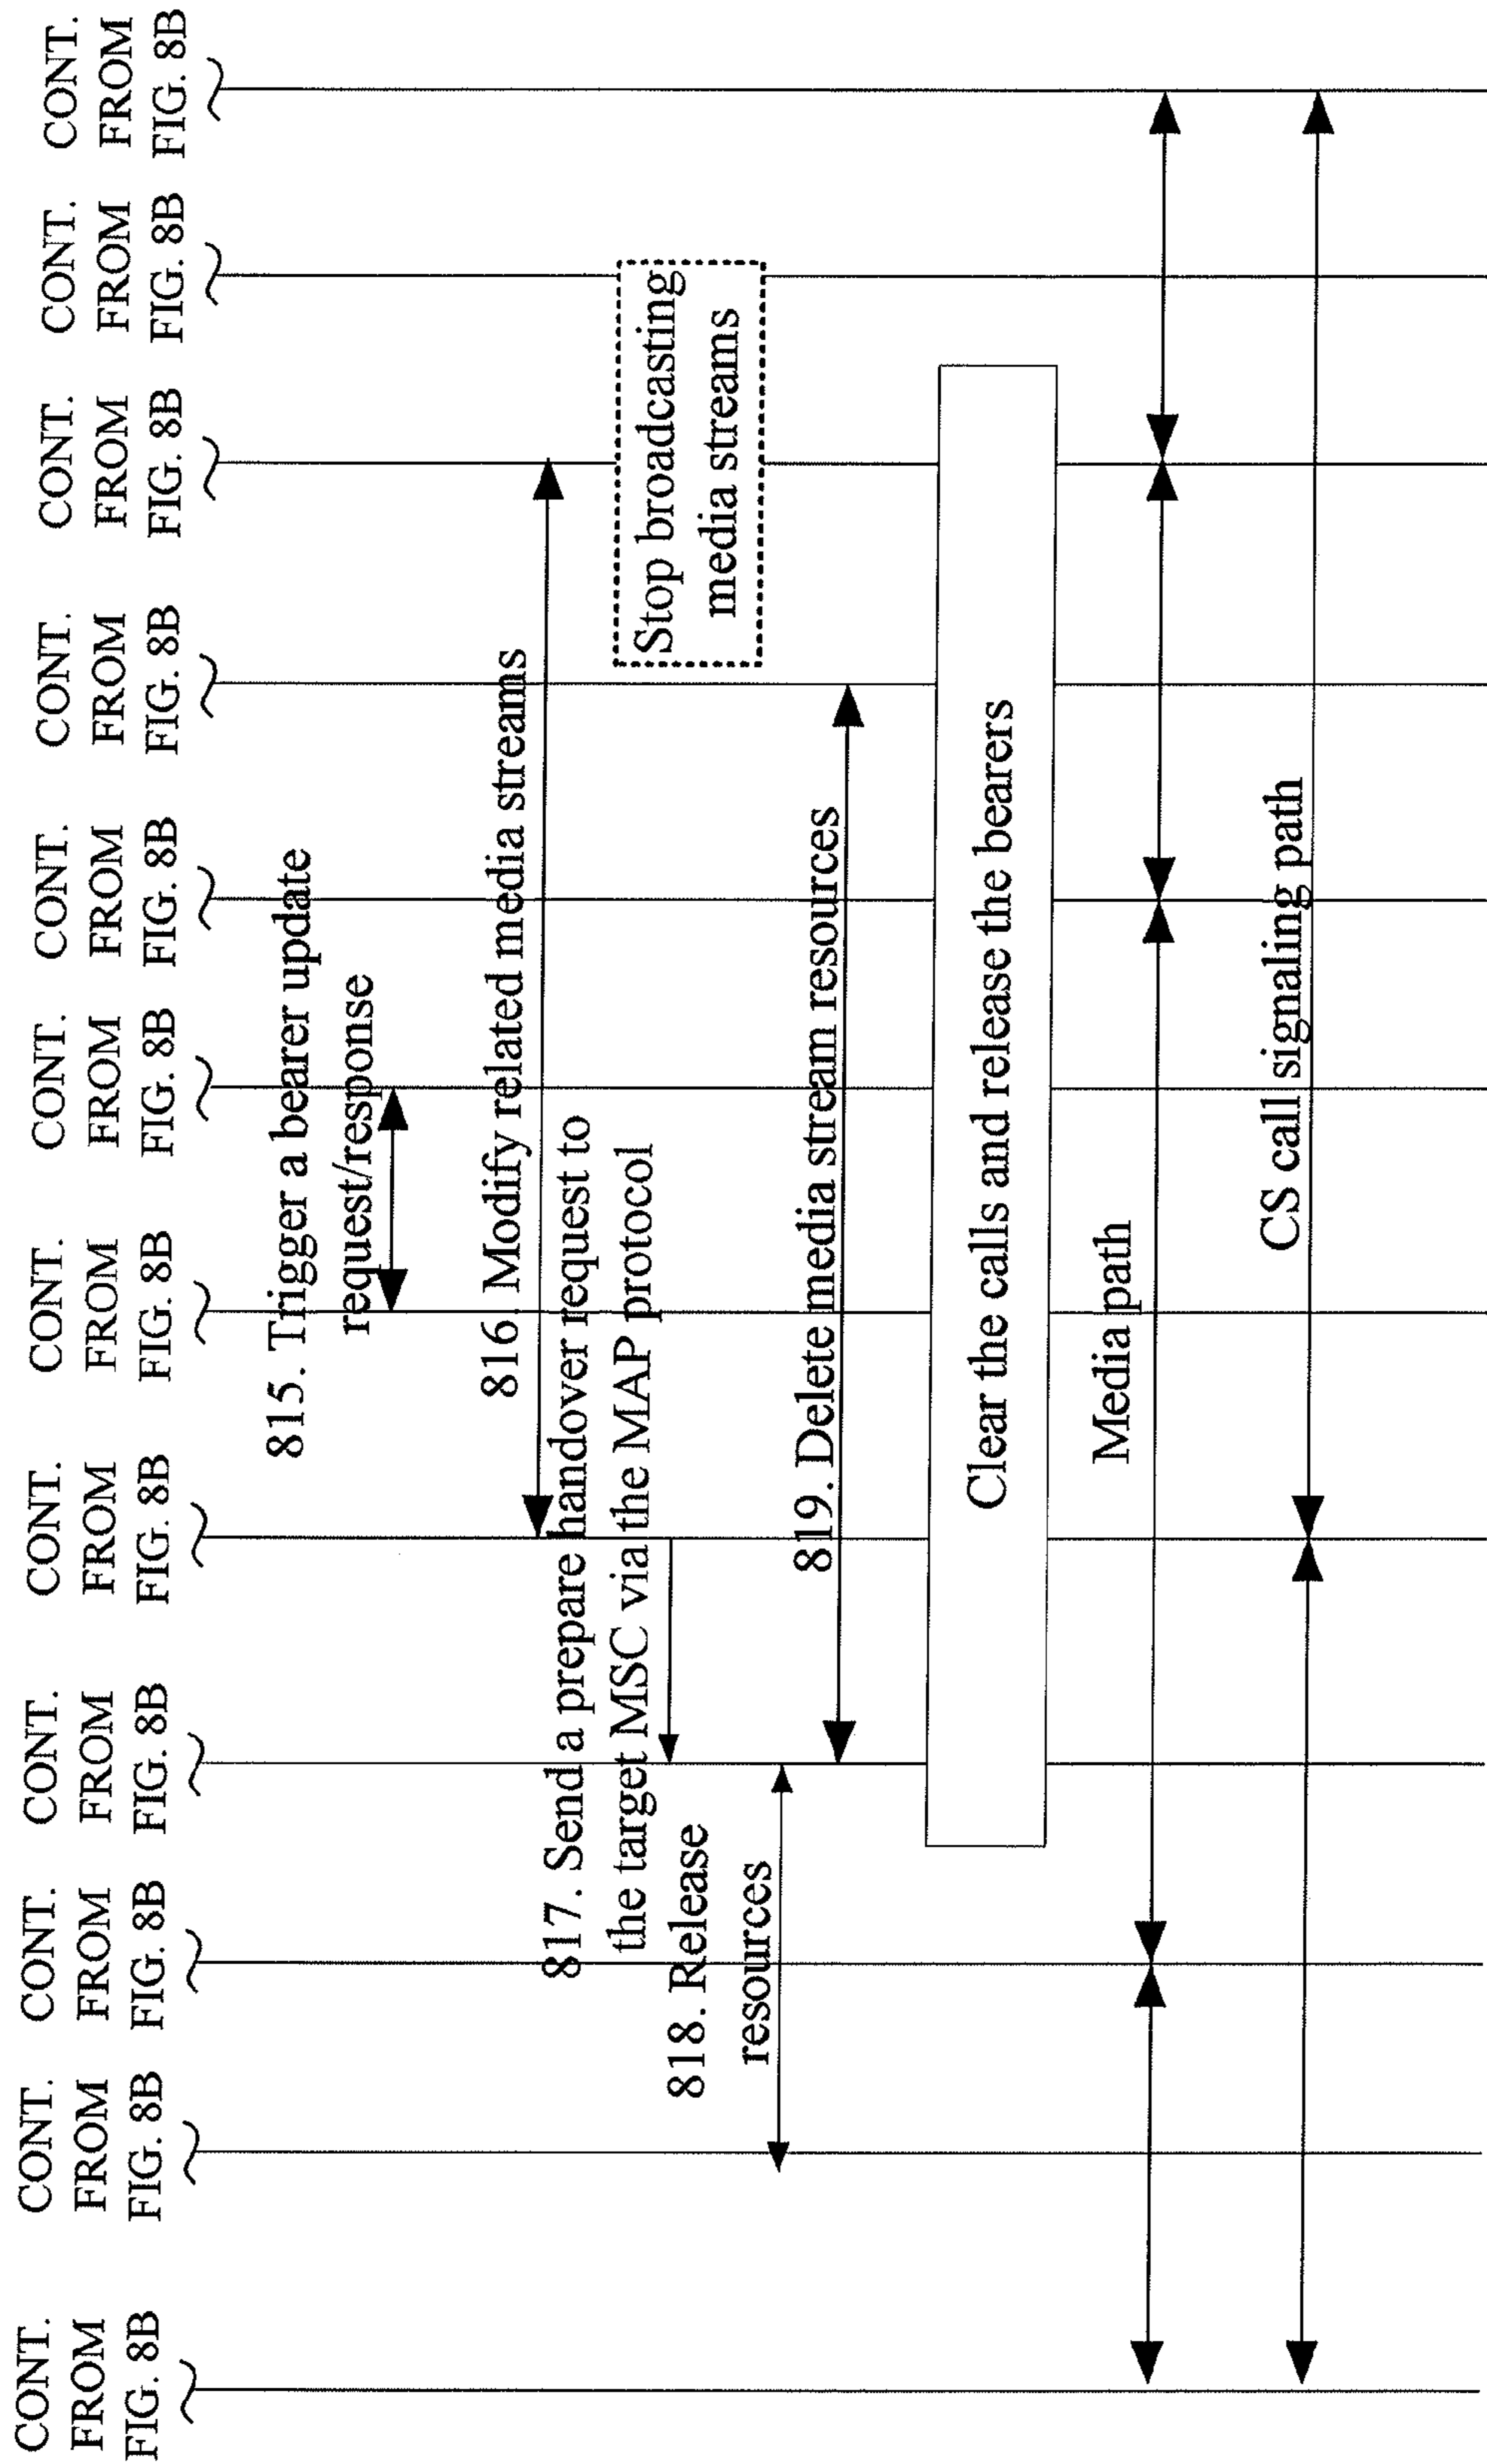 CONT.
FROM
FIG. 8B
CONT.
FROM
FIG. 8B
CONT.
FROM
FIG. 8B
CONT.
FROM
FIG. 8B
CONT.
FROM
FIG. 8B
CONT.
FROM
FIG. 8B
CONT.
FROM
FIG. 8B
CONT.
FROM
FIG. 8B
CONT.
FROM
FIG. 8B
CONT.
FROM
FIG. 8B
CONT.
FROM
FIG. 8B
CONT.
FROM
FIG. 8B
815. Trigger a bearer update
request/response
816. Modify related media streams
817. Send a prepare handover request to
the target MSC via the MAP protocol
Stop broadcasting
media streams
818. Release
resources
819. Delete media stream resources
Clear the calls and release the bearers
Media path
CS call signaling path